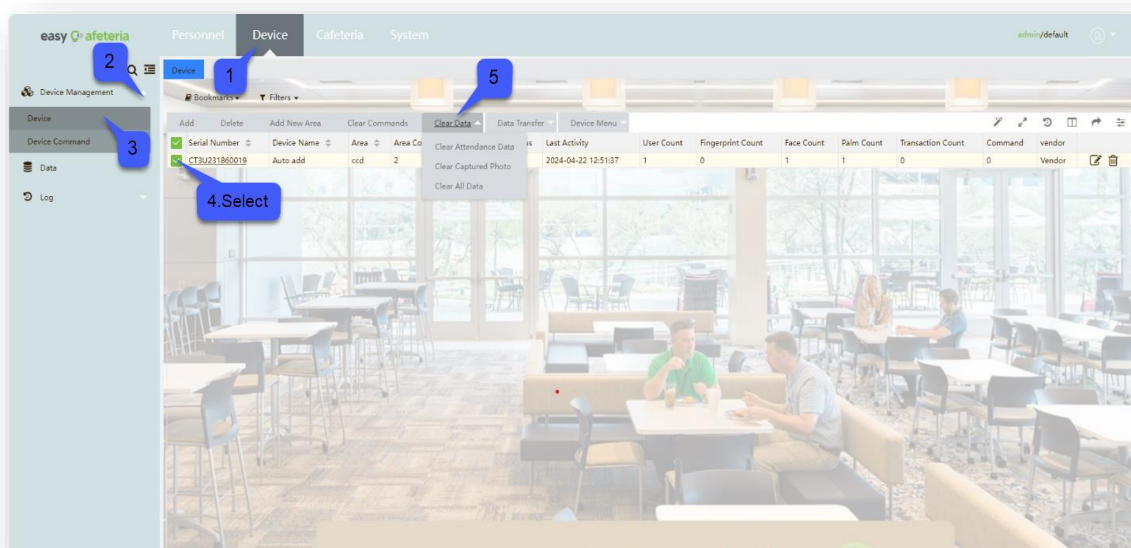 easy Cafeteria
Personnel Device Cafeteria System
admin/default
2
1
5
Device
Device Management
Bookmarks Filters
Device
Add Delete Add New Area Clear Commands Clear Data Data Transfer Device Menu
Device Command
3
Serial Number Device Name Area Area Co us Last Activity User Count Fingerprint Count Face Count Palm Count Transaction Count Command vendor
Clear Attendance Data
CT3U231860019 Auto add ccd 2 2024-04-22 12:51:37 1 0 1 1 0 0 Vendor
Data
Clear Captured Photo
Clear All Data
4.Select
Log